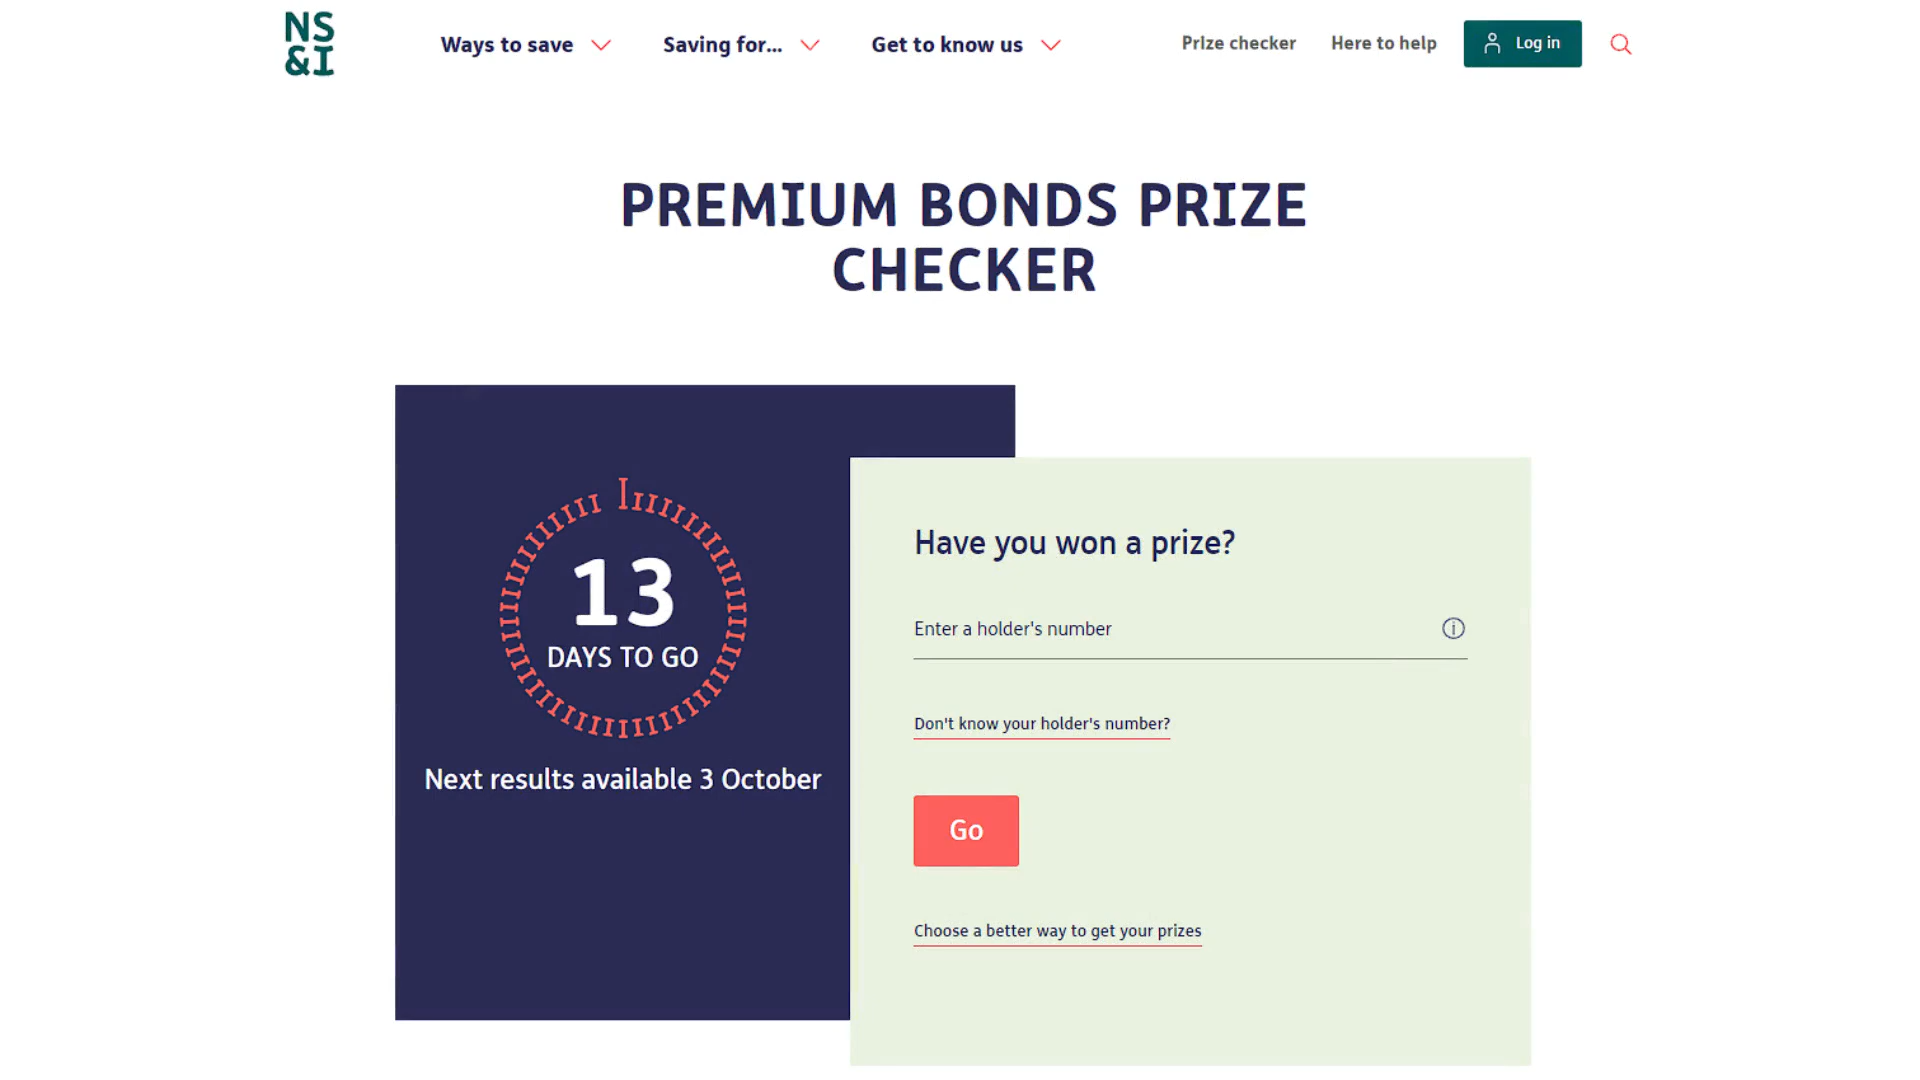 NS
&I
Ways to save
Saving for...
Get to know us
Prize checker
Here to help
Log in
PREMIUM BONDS PRIZE
CHECKER
13
DAYS TO GO
Next results available 3 October
Have you won a prize?
Enter a holder's number
Don't know your holder's number?
Go
Choose a better way to get your prizes